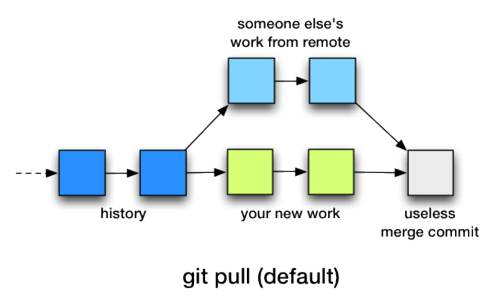 someone else's
work from remote
history
your new work
useless
merge commit
git pull (default)